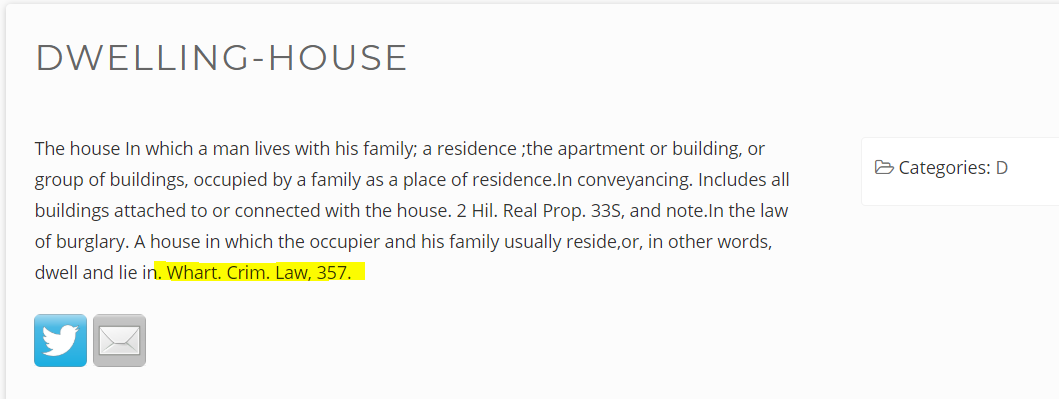 DWELLING-HOUSE
The house In which a man lives with his family; a residence ;the apartment or building, or
group of buildings, occupied by a family as a place of residence.In conveyancing. Includes all
buildings attached to or connected with the house. 2 Hil. Real Prop. 33S, and note.In the law
of burglary. A house in which the occupier and his family usually reside,or, in other words,
dwell and lie in. Whart. Crim. Law, 357.
Categories: D